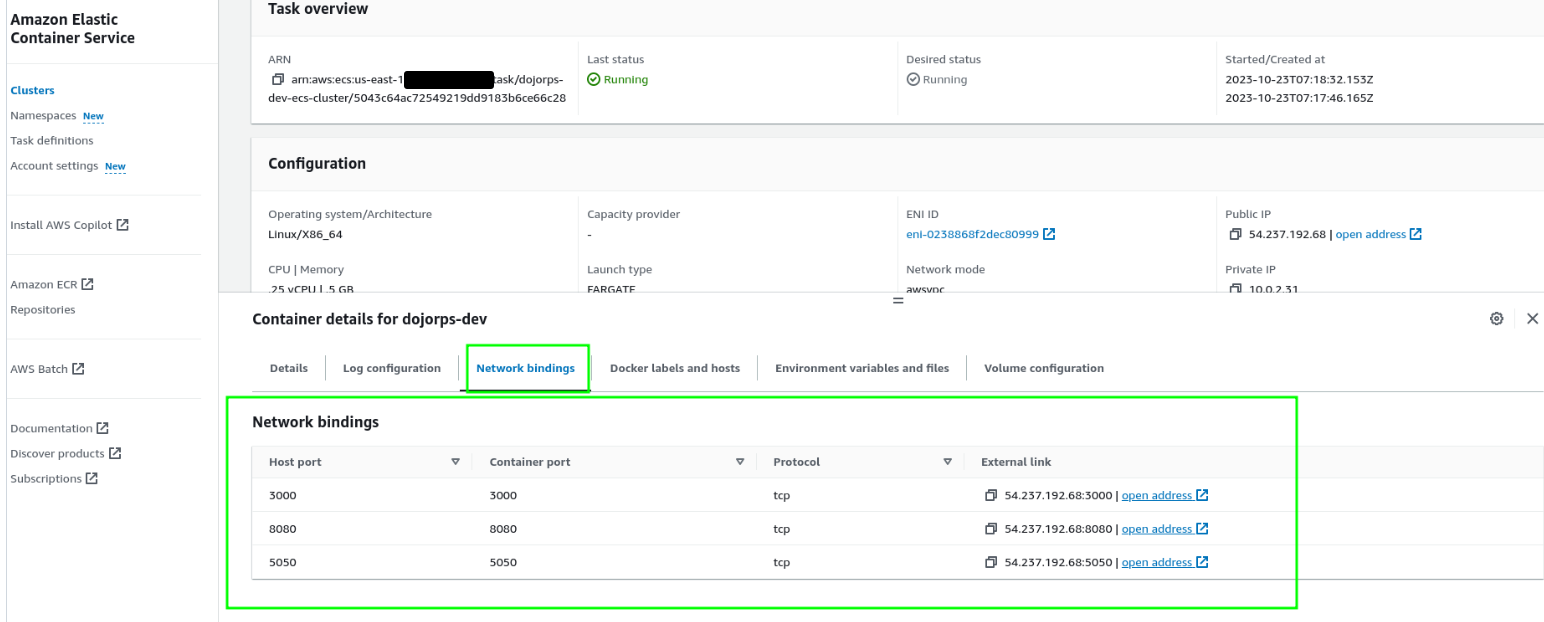 Amazon Elastic
Container Service
Clusters
Namespaces New
Task definitions
Account settings New
Install AWS Copilot
Amazon ECR
Repositories
AWS Batch
Documentation
Discover products
Subscriptions
Task overview
ARN
arn:aws:ecs:us-east-1 task/dojorps-
dev-ecs-cluster/5043c64ac72549219dd9183b6ce66c28
Last status
Running
Desired status
Running
Started/Created at
2023-10-23T07:18:32.153Z
2023-10-23T07:17:46.165Z
Configuration
Operating system/Architecture
Linux/X86_64
Capacity provider
-
ENI ID
eni-0238868f2dec80999
Public IP
54.237.192.68 | open address
CPU | Memory
.25 vCPU | .5 GB
Launch type
FARGATE
Network mode
awsvpc
Private IP
10.0.2.31
Container details for dojorps-dev
Details
Log configuration
Network bindings
Docker labels and hosts
Environment variables and files
Volume configuration
Network bindings
Host port Container port Protocol External link
3000 3000 tcp 54.237.192.68:3000 | open address
8080 8080 tcp 54.237.192.68:8080 | open address
5050 5050 tcp 54.237.192.68:5050 | open address